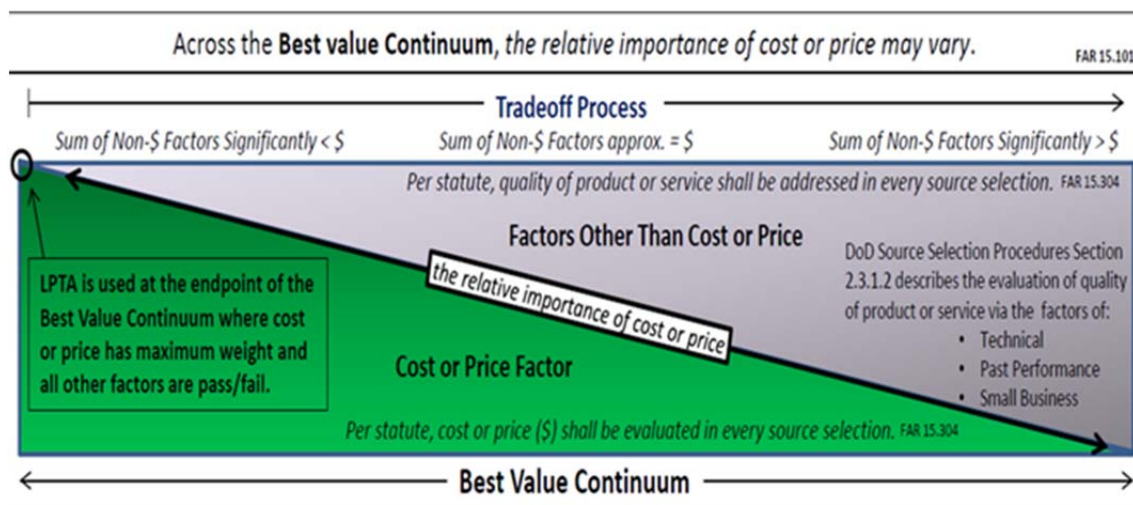 Across the Best value Continuum, the relative importance of cost or price may vary.
FAR 15.101
Tradeoff Process
Sum of Non-$ Factors Significantly < $
Sum of Non-$ Factors approx. = $
Sum of Non-$ Factors Significantly > $
Per statute, quality of product or service shall be addressed in every source selection. FAR 15.304
Factors Other Than Cost or Price
DoD Source Selection Procedures Section
2.3.1.2 describes the evaluation of quality
of product or service via the factors of:
• Technical
• Past Performance
• Small Business
the relative importance of cost or price
LPTA is used at the endpoint of the
Best Value Continuum where cost
or price has maximum weight and
all other factors are pass/fail.
Cost or Price Factor
Per statute, cost or price ($) shall be evaluated in every source selection. FAR 15.304
Best Value Continuum